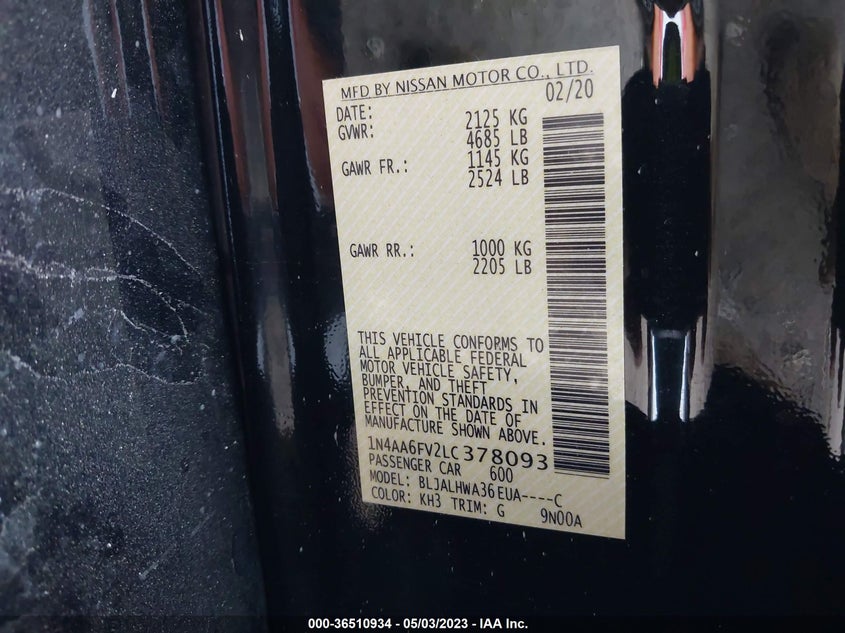 MFD BY NISSAN MOTOR CO., LTD.
DATE: 02/20
GVWR: 2125 KG
4685 LB
GAWR FR.: 1145 KG
2524 LB
GAWR RR.: 1000 KG
2205 LB
THIS VEHICLE CONFORMS TO
ALL APPLICABLE FEDERAL
MOTOR VEHICLE SAFETY,
BUMPER, AND THEFT
PREVENTION STANDARDS IN
EFFECT ON THE DATE OF
MANUFACTURE SHOWN ABOVE.
1N4AA6FV2LC378093
PASSENGER CAR 600
MODEL: BLJALHWA36EUA----C
COLOR: KH3 TRIM: G 9N00A
000-36510934 - 05/03/2023 - IAA Inc.